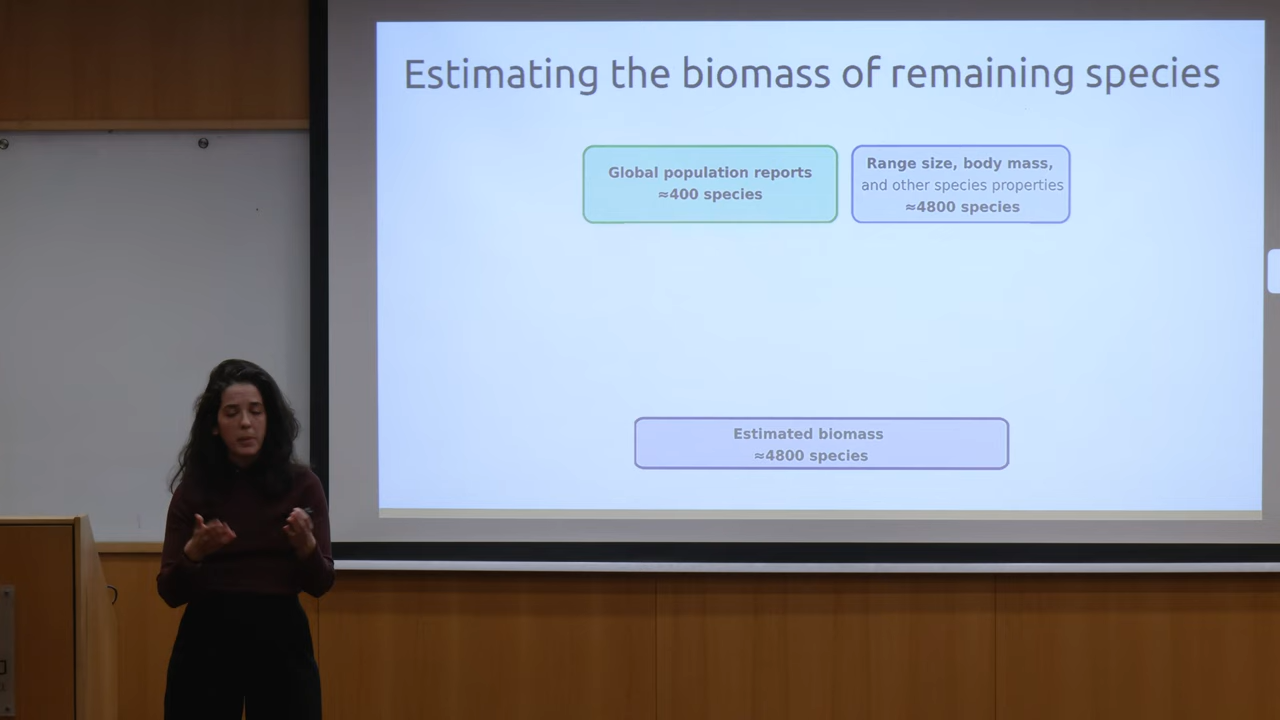 Estimating the biomass of remaining species
Global population reports
≈400 species
Range size, body mass,
and other species properties
≈4800 species
Estimated biomass
≈4800 species